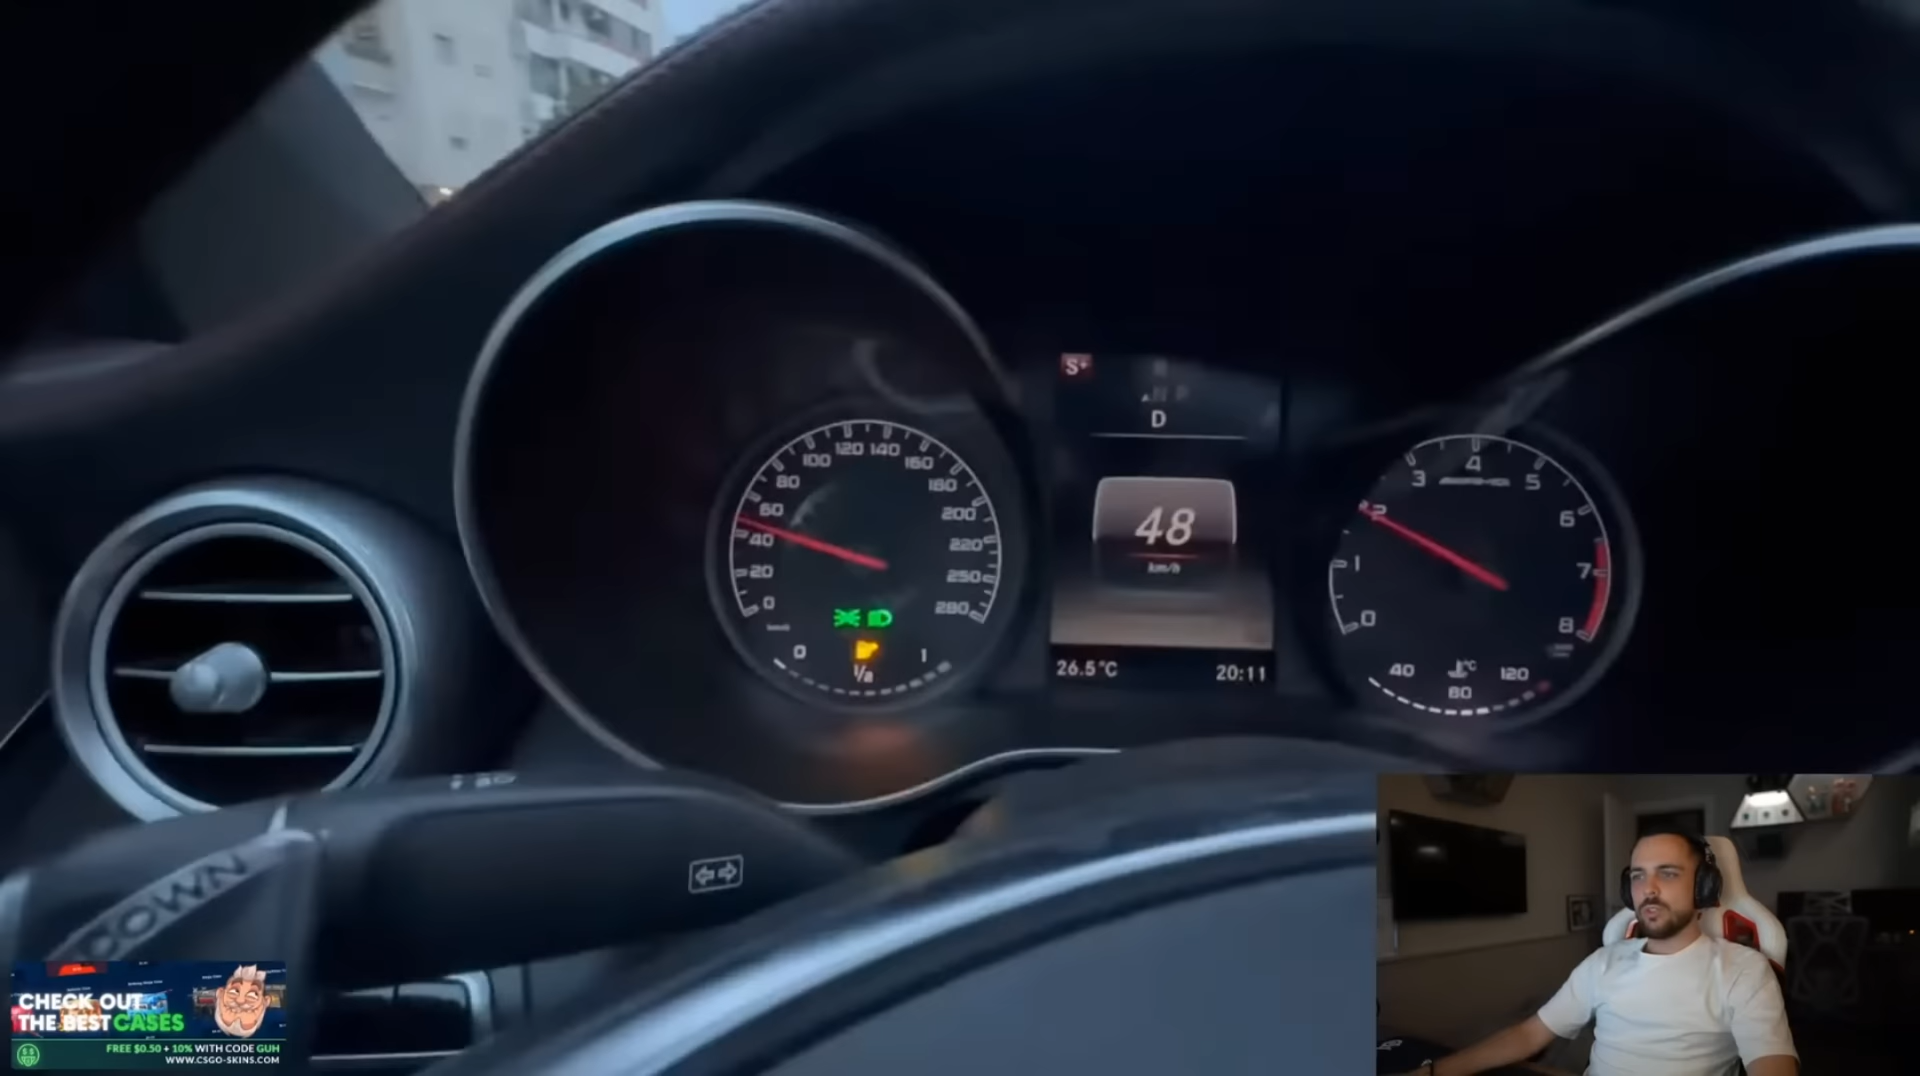 S+
D
48
km/h
26.5°C 20:11
0
20
40
60
80
100
120
140
160
180
200
220
250
280
0 1/2 1
0
1
2
3
4
5
6
7
8
40 °C 120
80
DOWN
CHECK OUT
THE BEST CASES
FREE $0.50 + 10% WITH CODE GUH
WWW.CSGO-SKINS.COM